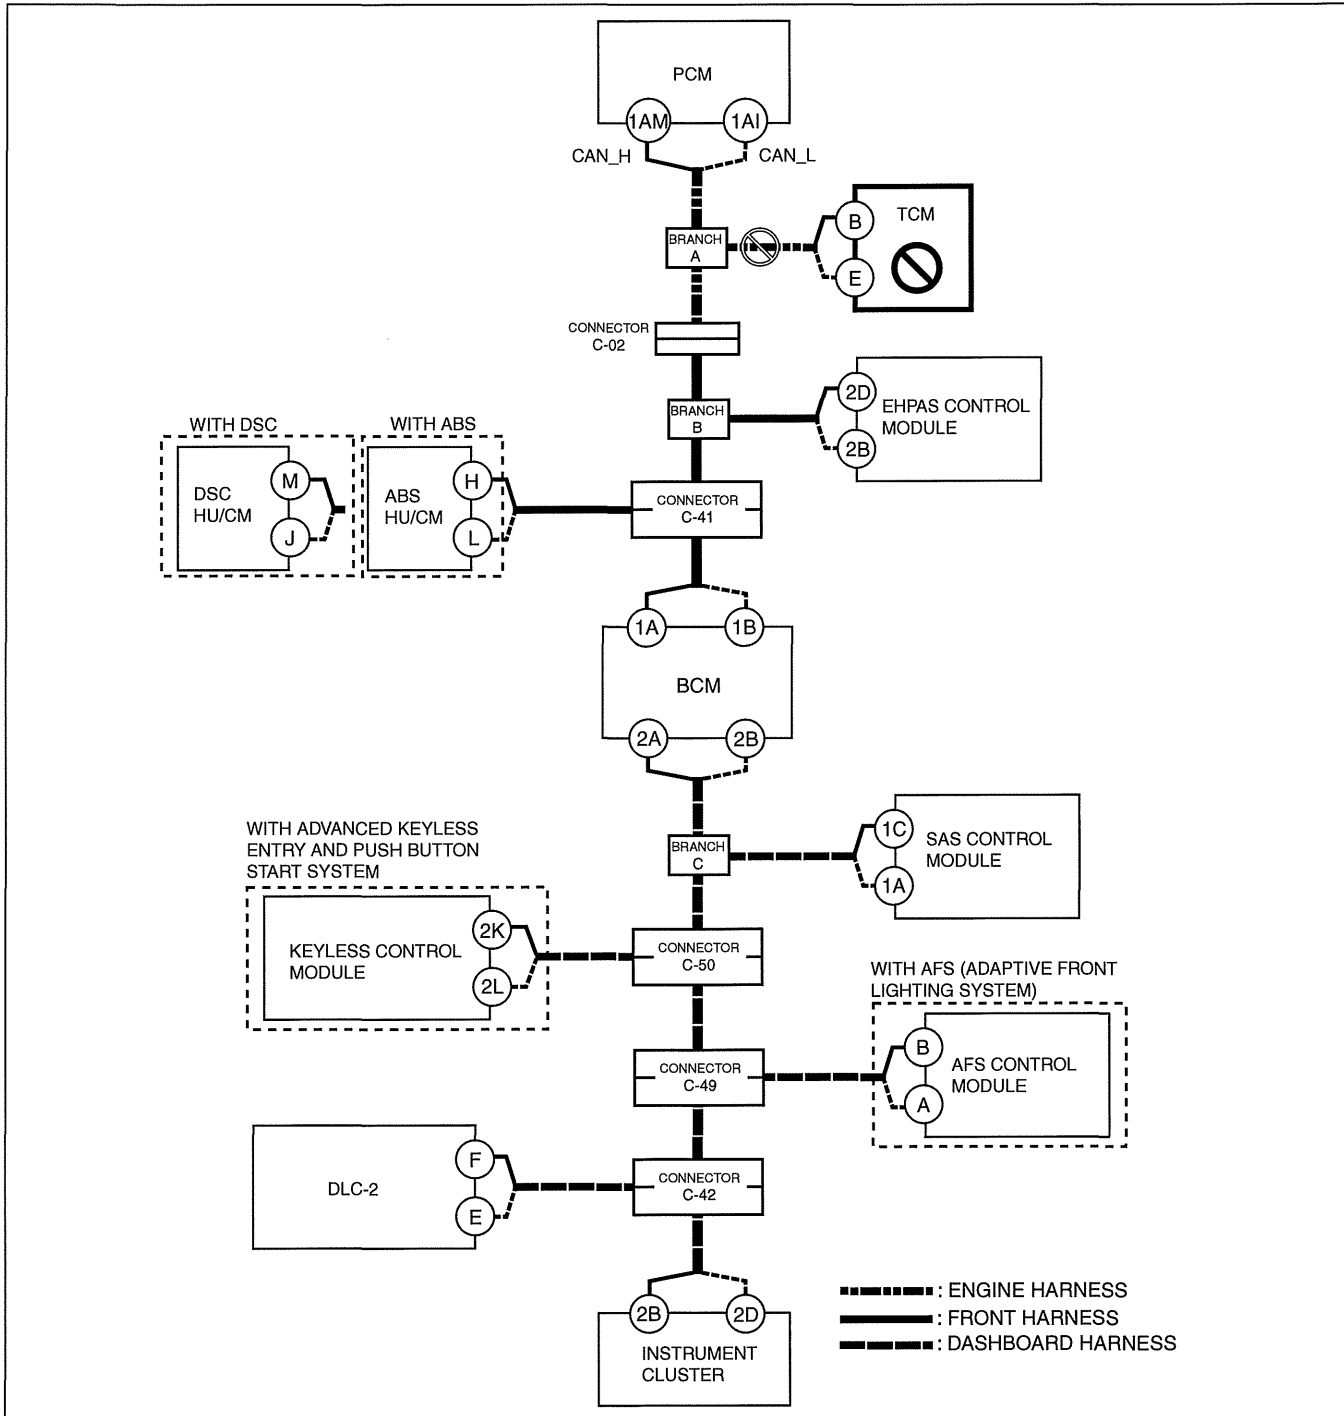 PCM
1AM
1AI
CAN_H
CAN_L
BRANCH
A
B
TCM
E
CONNECTOR
C-02
BRANCH
B
2D
EHPAS CONTROL
MODULE
2B
WITH DSC
WITH ABS
M
DSC
HU/CM
J
H
ABS
HU/CM
L
CONNECTOR
C-41
1A
1B
BCM
2A
2B
BRANCH
C
1C
SAS CONTROL
MODULE
1A
WITH ADVANCED KEYLESS
ENTRY AND PUSH BUTTON
START SYSTEM
2K
KEYLESS CONTROL
MODULE
2L
CONNECTOR
C-50
WITH AFS (ADAPTIVE FRONT
LIGHTING SYSTEM)
B
AFS CONTROL
MODULE
A
CONNECTOR
C-49
F
DLC-2
E
CONNECTOR
C-42
2B
2D
INSTRUMENT
CLUSTER
: ENGINE HARNESS
: FRONT HARNESS
: DASHBOARD HARNESS